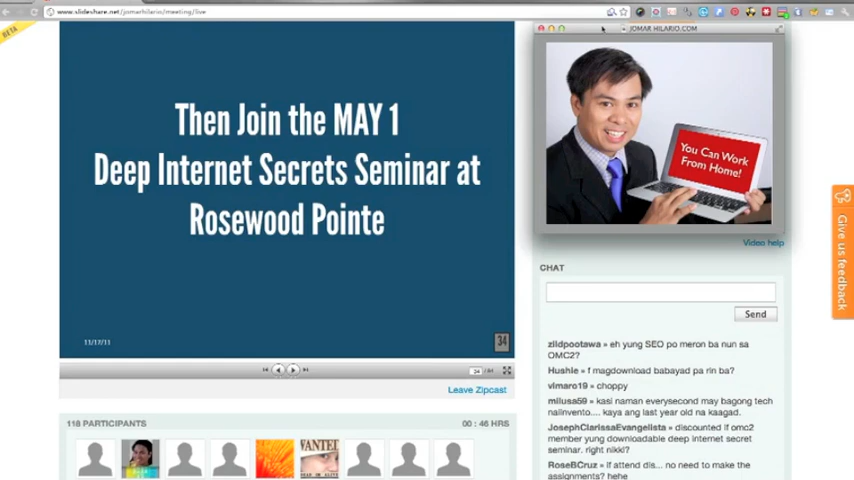 www.slideshare.net/jomarhilario/meeting/live
BETA
Then Join the MAY 1
Deep Internet Secrets Seminar at
Rosewood Pointe
11/17/11
34
JOMAR HILARIO.COM
You Can Work
From Home!
Video help
CHAT
Send
zildpootawa » eh yung SEO po meron ba nun sa
OMC2?
Hushie » f magdownload babayad pa rin ba?
vimaro19 » choppy
milusa59 » kasi naman everysecond may bagong tech
naiinvento.... kaya ang last year old na kaagad.
JosephClarissaEvangelista » discounted if omc2
member yung downloadable deep internet secret
seminar. right nikki?
RoseBCruz » if attend dis... no need to make the
assignments? hehe
Leave Zipcast
118 PARTICIPANTS
00 : 46 HRS
WANTED
Give us feedback